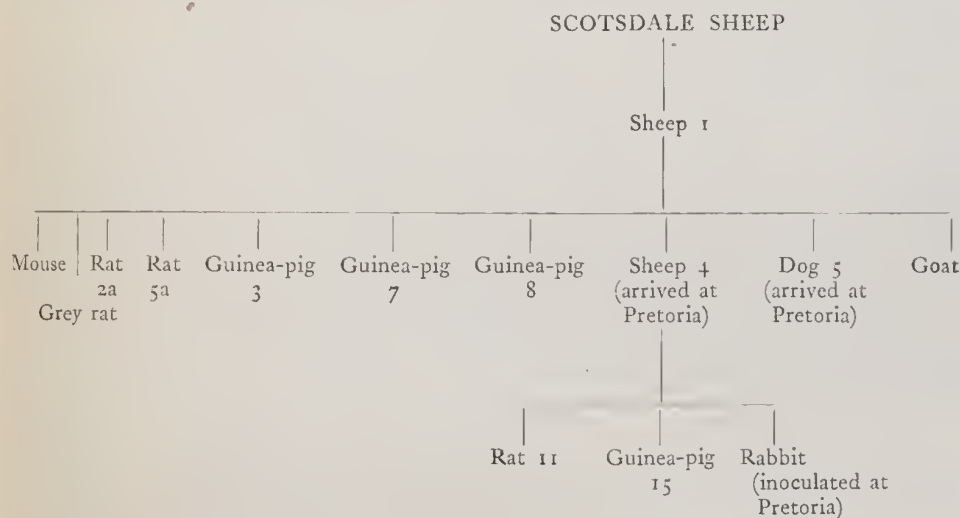 SCOTSDALE SHEEP
Sheep 1
Mouse Rat Rat Guinea-pig Guinea-pig Guinea-pig Sheep 4 Dog 5 Goat
2a 5a 3 7 8 (arrived at (arrived at
Grey rat Pretoria) Pretoria)
Rat 11 Guinea-pig Rabbit
15 (inoculated at
Pretoria)